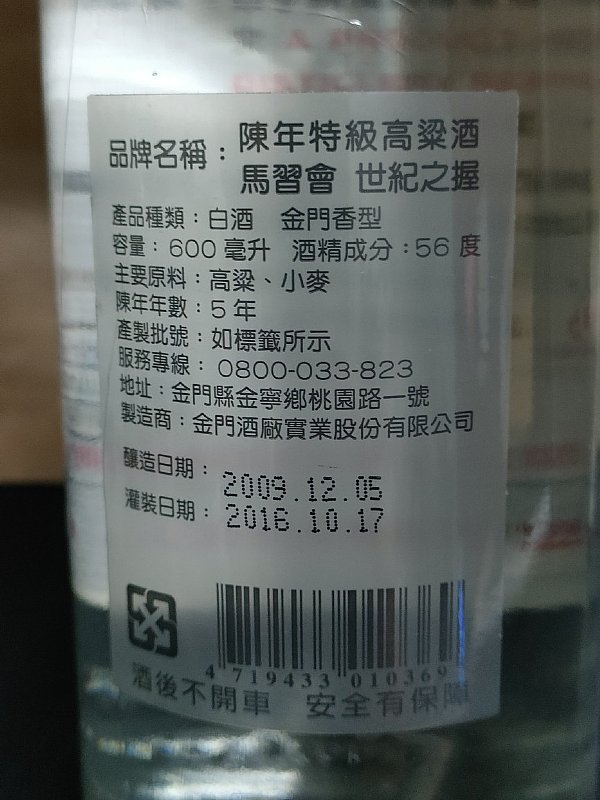 品牌名稱：陳年特級高粱酒
馬習會 世紀之握
產品種類：白酒 金門香型
容量：600 毫升 酒精成分：56 度
主要原料：高粱、小麥
陳年年數：5 年
產製批號：如標籤所示
服務專線：0800-033-823
地址：金門縣金寧鄉桃園路一號
製造商：金門酒廠實業股份有限公司
釀造日期：2009.12.05
灌裝日期：2016.10.17
4 719433 010369
酒後不開車 安全有保障